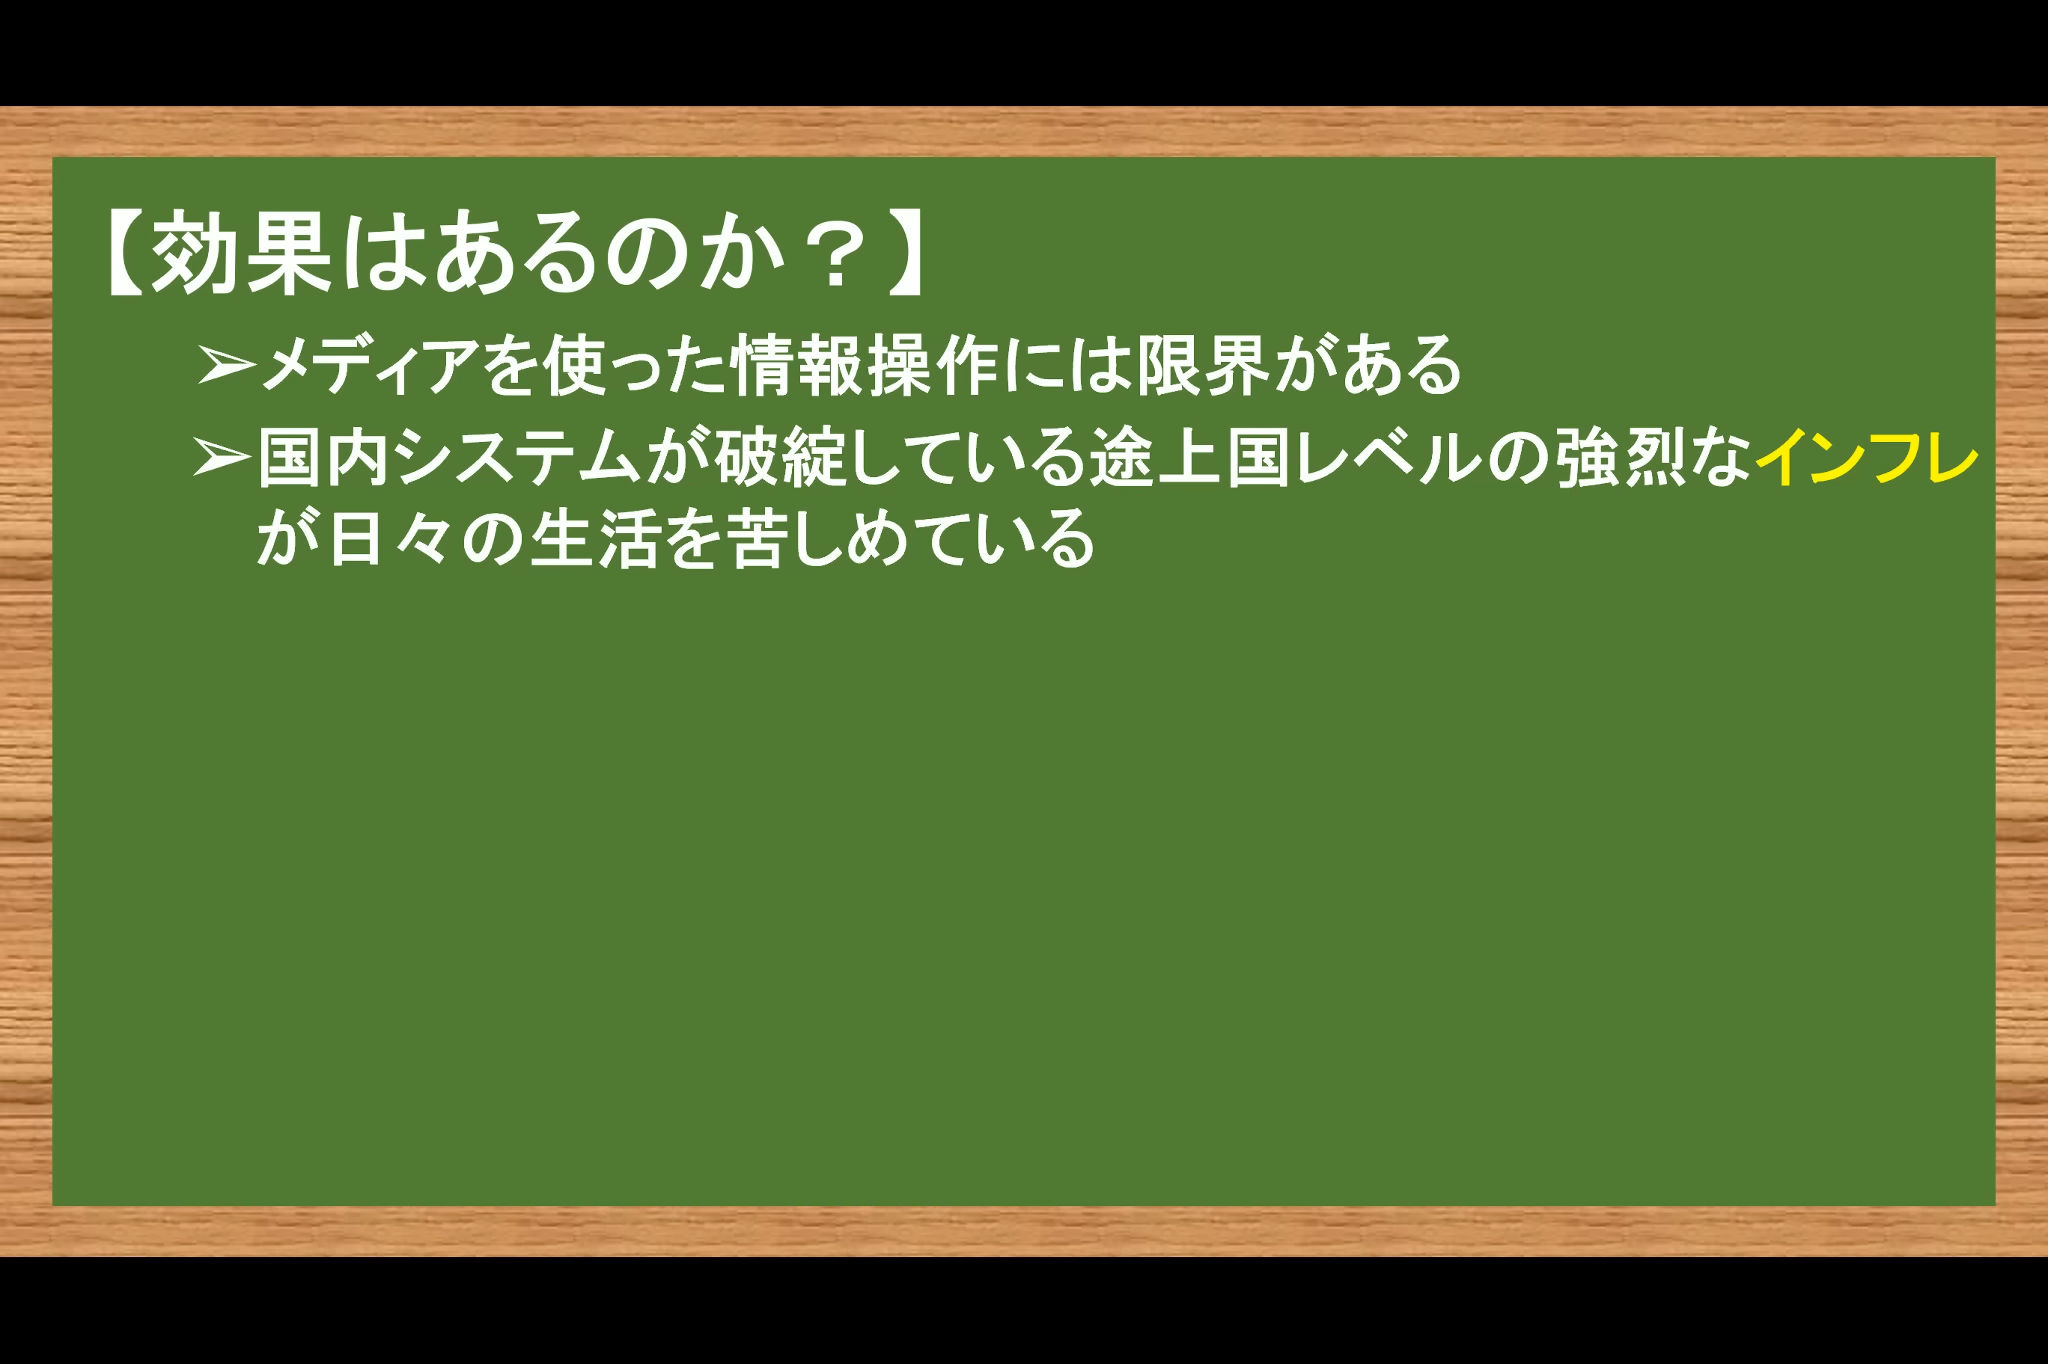 【効果はあるのか？】
➢メディアを使った情報操作には限界がある
➢国内システムが破綻している途上国レベルの強烈なインフレ
が日々の生活を苦しめている